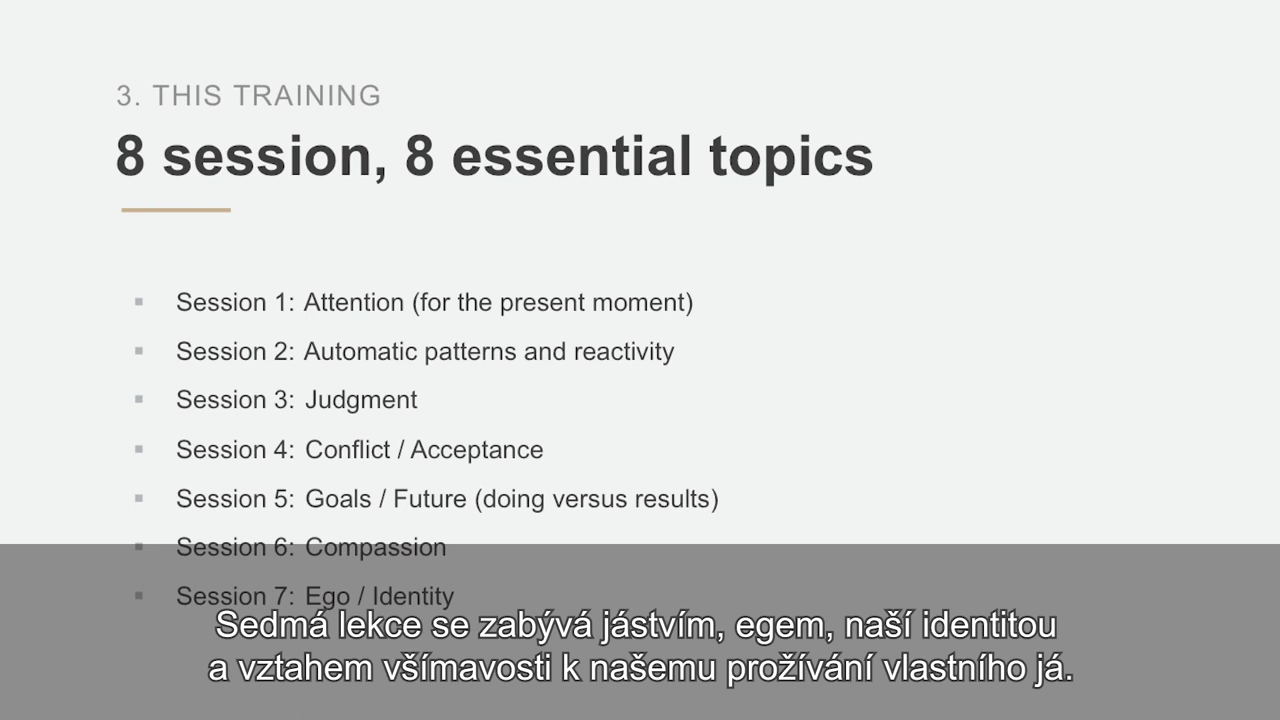 3. THIS TRAINING
8 session, 8 essential topics
Session 1: Attention (for the present moment)
Session 2: Automatic patterns and reactivity
Session 3: Judgment
Session 4: Conflict / Acceptance
Session 5: Goals / Future (doing versus results)
Session 6: Compassion
Session 7: Ego / Identity
Sedmá lekce se zabývá jástvím, egem, naší identitou
a vztahem všímavosti k našemu prožívání vlastního já.